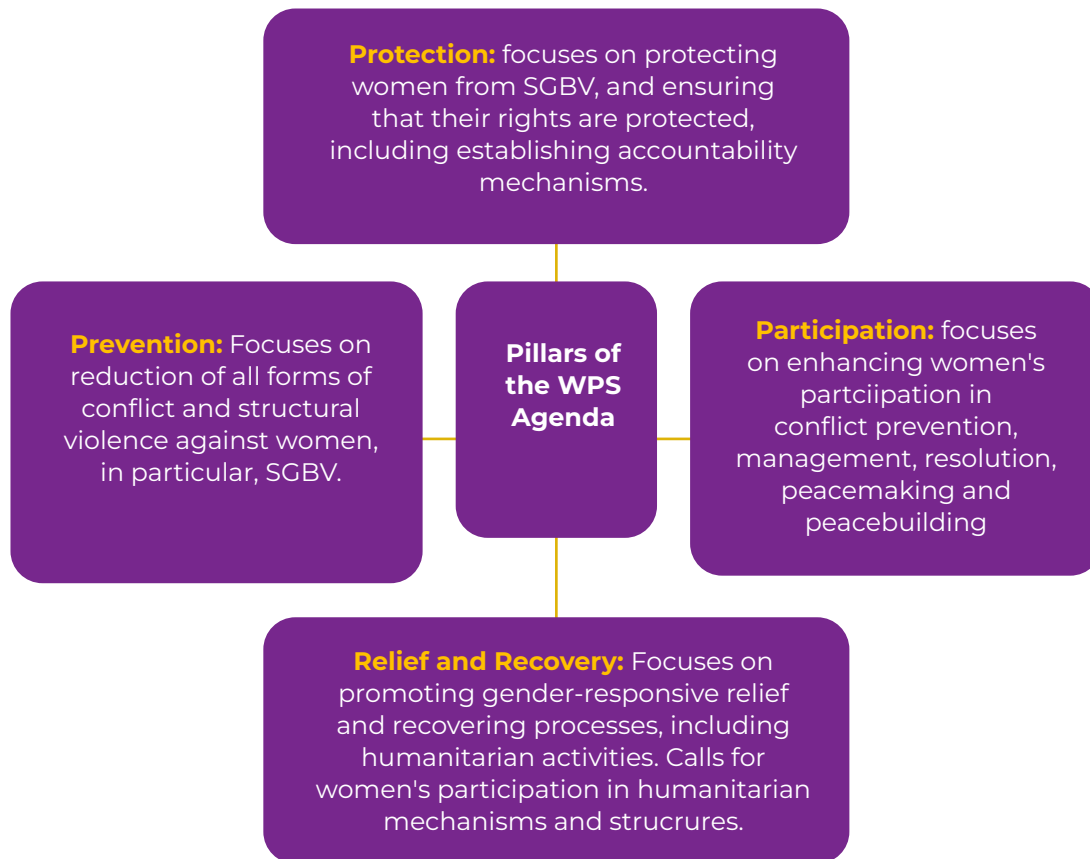 Protection: focuses on protecting
women from SGBV, and ensuring
that their rights are protected,
including establishing accountability
mechanisms.
Prevention: Focuses on
reduction of all forms of
conflict and structural
violence against women,
in particular, SGBV.
Pillars of
the WPS
Agenda
Participation: focuses
on enhancing women's
partciipation in
conflict prevention,
management, resolution,
peacemaking and
peacebuilding
Relief and Recovery: Focuses on
promoting gender-responsive relief
and recovering processes, including
humanitarian activities. Calls for
women's participation in humanitarian
mechanisms and strucrures.